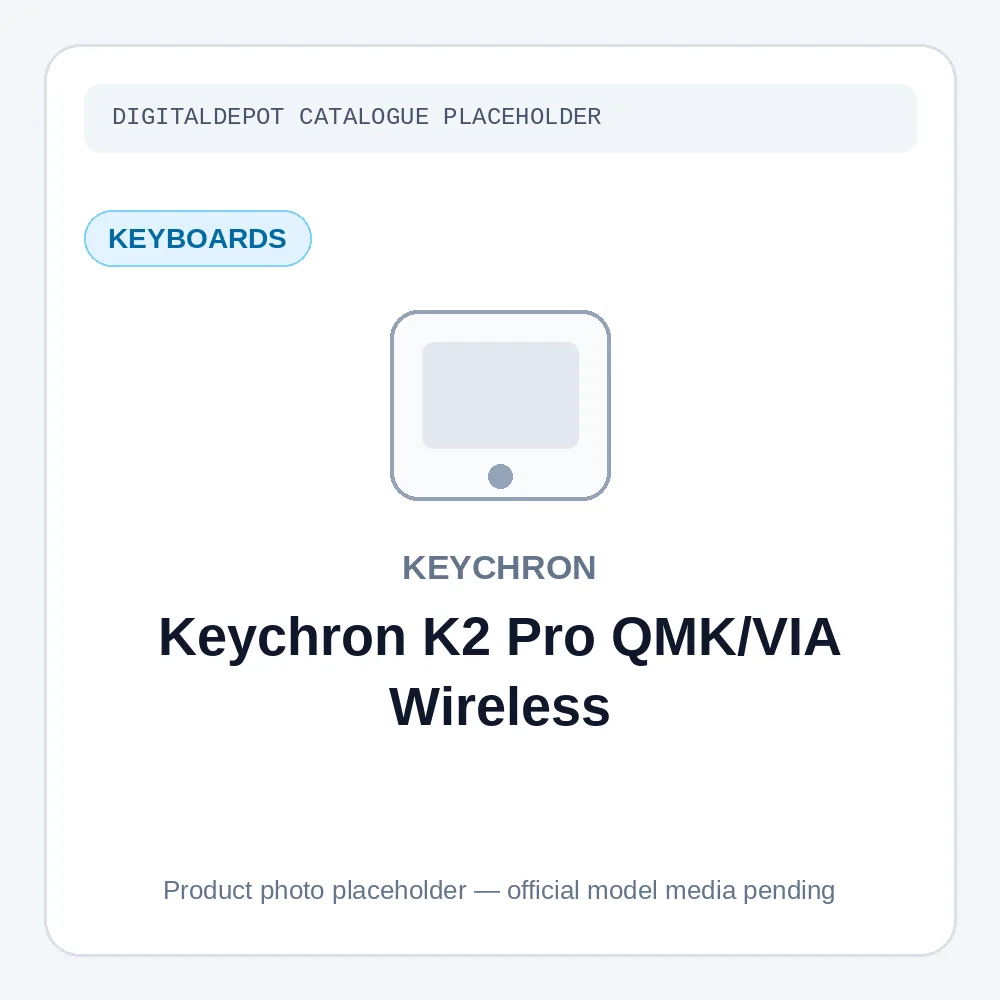 DIGITALDEPOT CATALOGUE PLACEHOLDER
KEYBOARDS
KEYCHRON
Keychron K2 Pro QMK/VIA
Wireless
Product photo placeholder — official model media pending